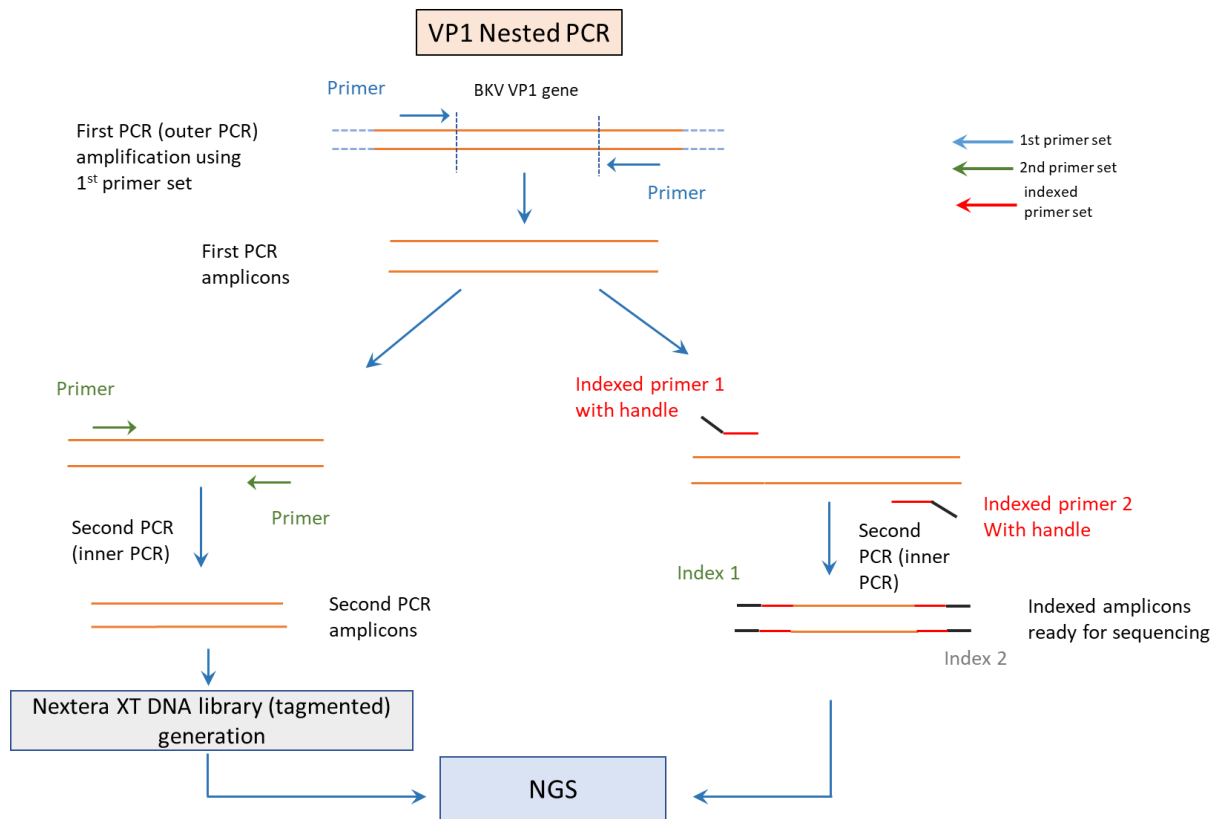 VP1 Nested PCR
Primer
BKV VP1 gene
First PCR (outer PCR)
amplification using
1st primer set
Primer
1st primer set
2nd primer set
indexed
primer set
First PCR
amplicons
Primer
Indexed primer 1
with handle
Primer
Second PCR
(inner PCR)
Indexed primer 2
With handle
Second
PCR (inner
PCR)
Index 1
Second PCR
amplicons
Indexed amplicons
ready for sequencing
Index 2
Nextera XT DNA library (tagmented)
generation
NGS